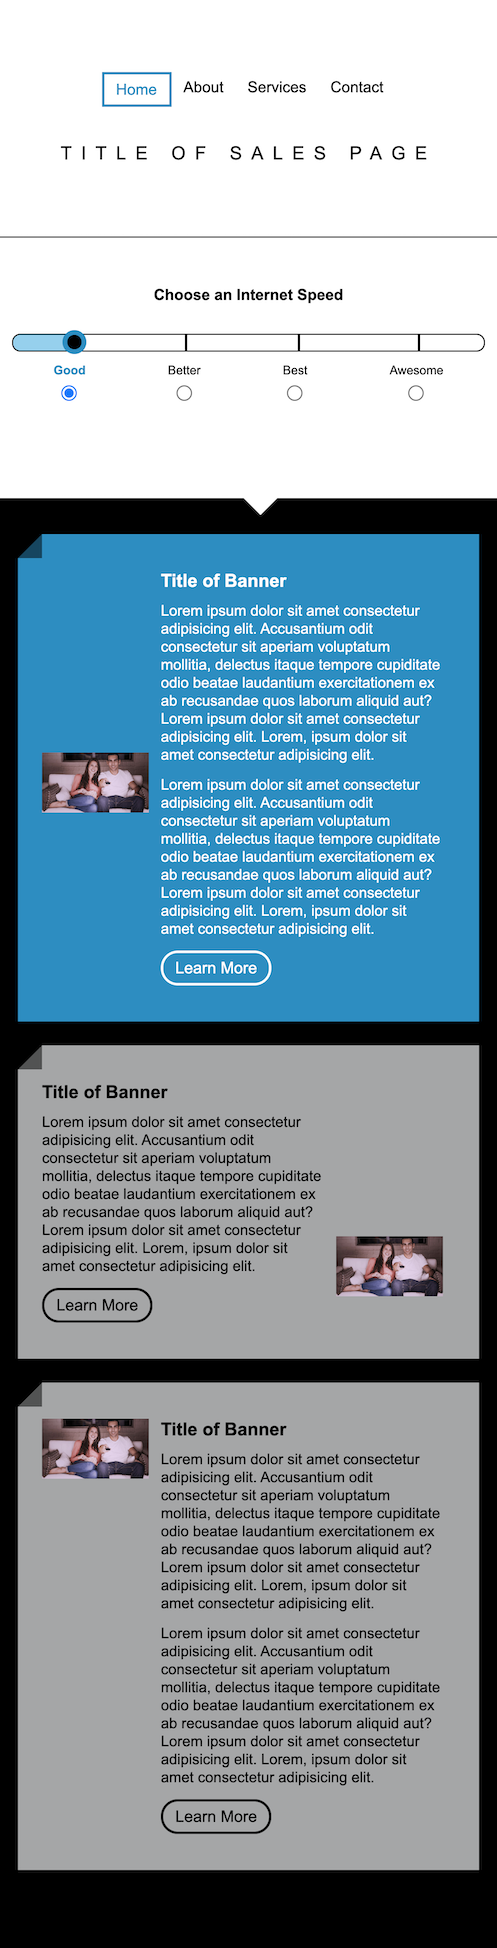 Home About Services Contact
TITLE OF SALES PAGE
Choose an Internet Speed
Good Better Best Awesome
Title of Banner
Lorem ipsum dolor sit amet consectetur
adipisicing elit. Accusantium odit
consectetur sit aperiam voluptatum
mollitia, delectus itaque tempore cupiditate
odio beatae laudantium exercitationem ex
ab recusandae quos laborum aliquid aut?
Lorem ipsum dolor sit amet consectetur
adipisicing elit. Lorem, ipsum dolor sit
amet consectetur adipisicing elit.
Lorem ipsum dolor sit amet consectetur
adipisicing elit. Accusantium odit
consectetur sit aperiam voluptatum
mollitia, delectus itaque tempore cupiditate
odio beatae laudantium exercitationem ex
ab recusandae quos laborum aliquid aut?
Lorem ipsum dolor sit amet consectetur
adipisicing elit. Lorem, ipsum dolor sit
amet consectetur adipisicing elit.
Learn More
Title of Banner
Lorem ipsum dolor sit amet consectetur
adipisicing elit. Accusantium odit
consectetur sit aperiam voluptatum
mollitia, delectus itaque tempore cupiditate
odio beatae laudantium exercitationem ex
ab recusandae quos laborum aliquid aut?
Lorem ipsum dolor sit amet consectetur
adipisicing elit. Lorem, ipsum dolor sit
amet consectetur adipisicing elit.
Learn More
Title of Banner
Lorem ipsum dolor sit amet consectetur
adipisicing elit. Accusantium odit
consectetur sit aperiam voluptatum
mollitia, delectus itaque tempore cupiditate
odio beatae laudantium exercitationem ex
ab recusandae quos laborum aliquid aut?
Lorem ipsum dolor sit amet consectetur
adipisicing elit. Lorem, ipsum dolor sit
amet consectetur adipisicing elit.
Lorem ipsum dolor sit amet consectetur
adipisicing elit. Accusantium odit
consectetur sit aperiam voluptatum
mollitia, delectus itaque tempore cupiditate
odio beatae laudantium exercitationem ex
ab recusandae quos laborum aliquid aut?
Lorem ipsum dolor sit amet consectetur
adipisicing elit. Lorem, ipsum dolor sit
amet consectetur adipisicing elit.
Learn More